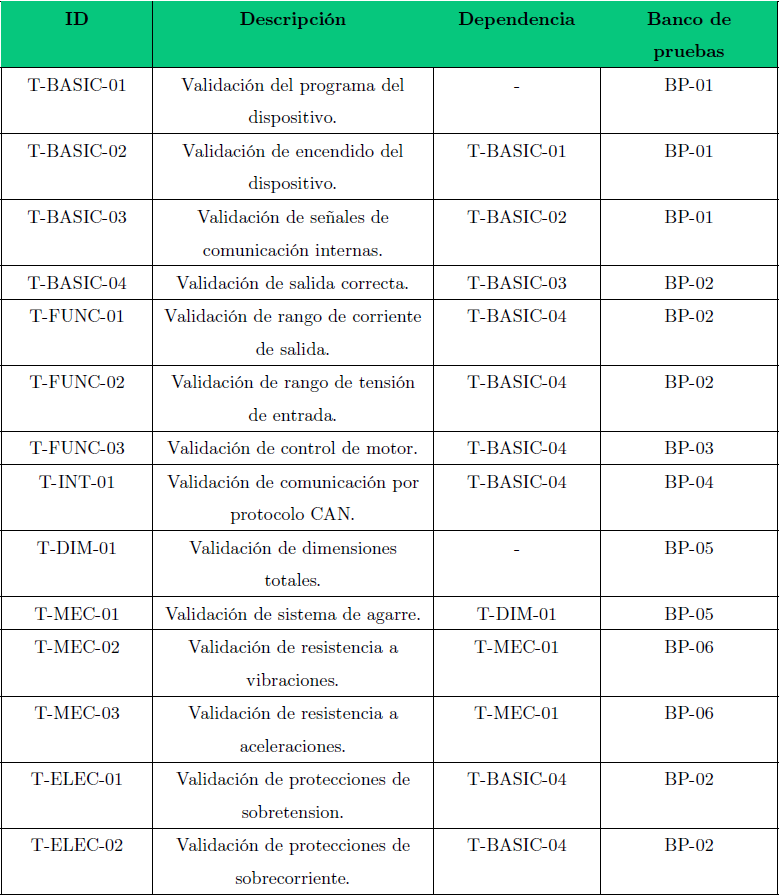 ID Descripción Dependencia Banco de
pruebas
T-BASIC-01 Validación del programa del - BP-01
dispositivo.
T-BASIC-02 Validación de encendido del T-BASIC-01 BP-01
dispositivo.
T-BASIC-03 Validación de señales de T-BASIC-02 BP-01
comunicación internas.
T-BASIC-04 Validación de salida correcta. T-BASIC-03 BP-02
T-FUNC-01 Validación de rango de corriente T-BASIC-04 BP-02
de salida.
T-FUNC-02 Validación de rango de tensión T-BASIC-04 BP-02
de entrada.
T-FUNC-03 Validación de control de motor. T-BASIC-04 BP-03
T-INT-01 Validación de comunicación por T-BASIC-04 BP-04
protocolo CAN.
T-DIM-01 Validación de dimensiones - BP-05
totales.
T-MEC-01 Validación de sistema de agarre. T-DIM-01 BP-05
T-MEC-02 Validación de resistencia a T-MEC-01 BP-06
vibraciones.
T-MEC-03 Validación de resistencia a T-MEC-01 BP-06
aceleraciones.
T-ELEC-01 Validación de protecciones de T-BASIC-04 BP-02
sobretension.
T-ELEC-02 Validación de protecciones de T-BASIC-04 BP-02
sobrecorriente.